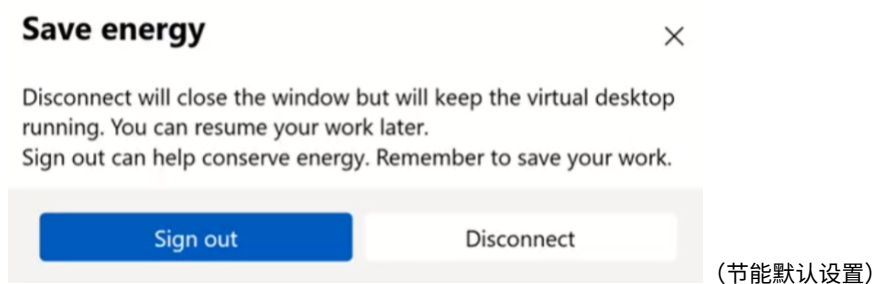 Save energy
Disconnect will close the window but will keep the virtual desktop
running. You can resume your work later.
Sign out can help conserve energy. Remember to save your work.
Sign out
Disconnect
（节能默认设置）